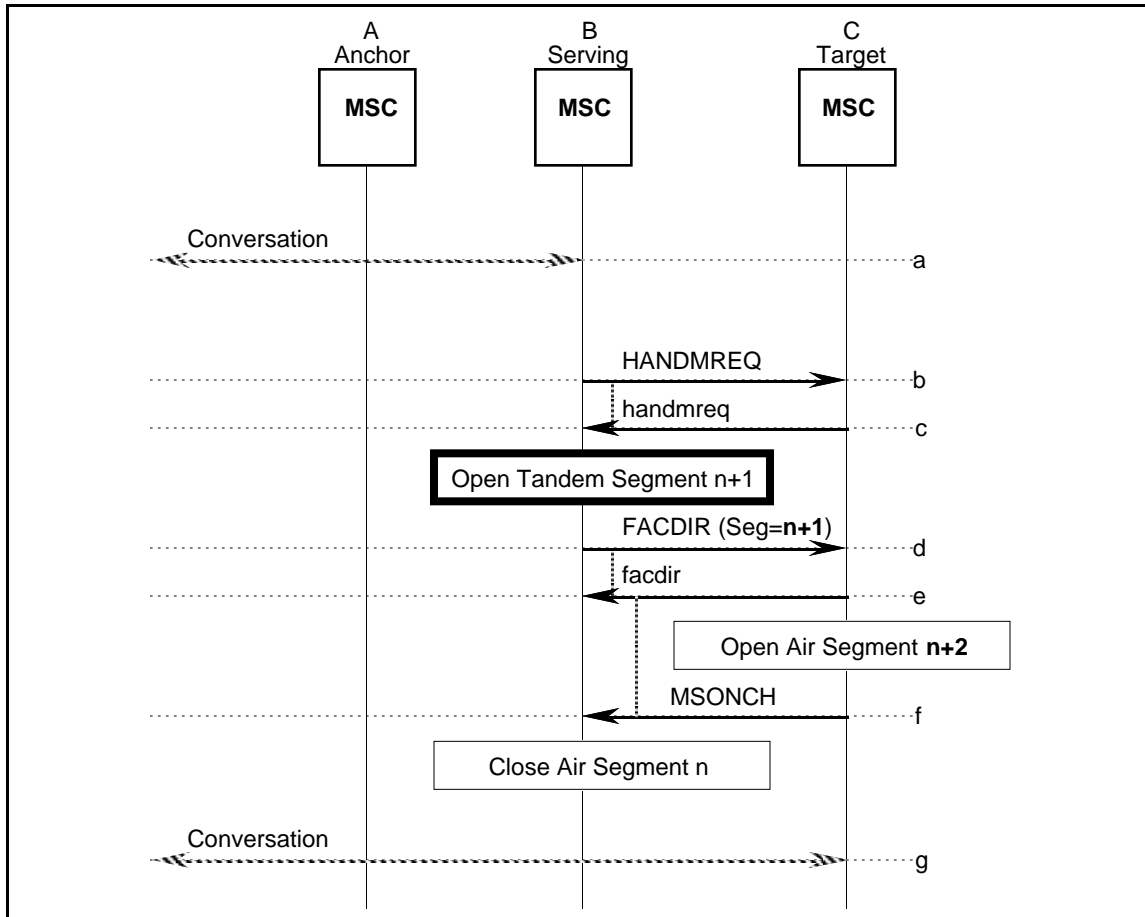 A
Anchor
B
Serving
C
Target
MSC
MSC
MSC
Conversation
a
HANDMREQ
b
handmreq
c
Open Tandem Segment n+1
FACDIR (Seg=n+1)
d
facdir
e
Open Air Segment n+2
MSONCH
f
Close Air Segment n
Conversation
g